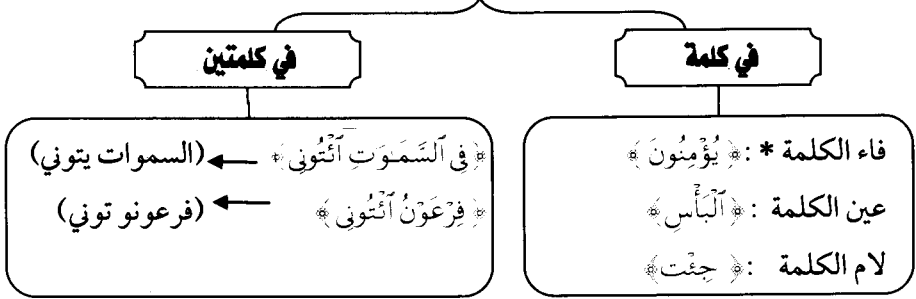 في كلمة
فاء الكلمة * : ﴿ يُؤْمِنُونَ ﴾
عين الكلمة : ﴿ ٱلْبَأْسِ ﴾
لام الكلمة : ﴿ جِئْت ﴾
في كلمتين
﴿ فِى ٱلسَّمَـٰوَٰتِ ٱئْتُونِى ﴾ ← (السموات يتوني)
﴿ فِرْعَوْنُ ٱئْتُونِى ﴾ ← (فرعونو توني)